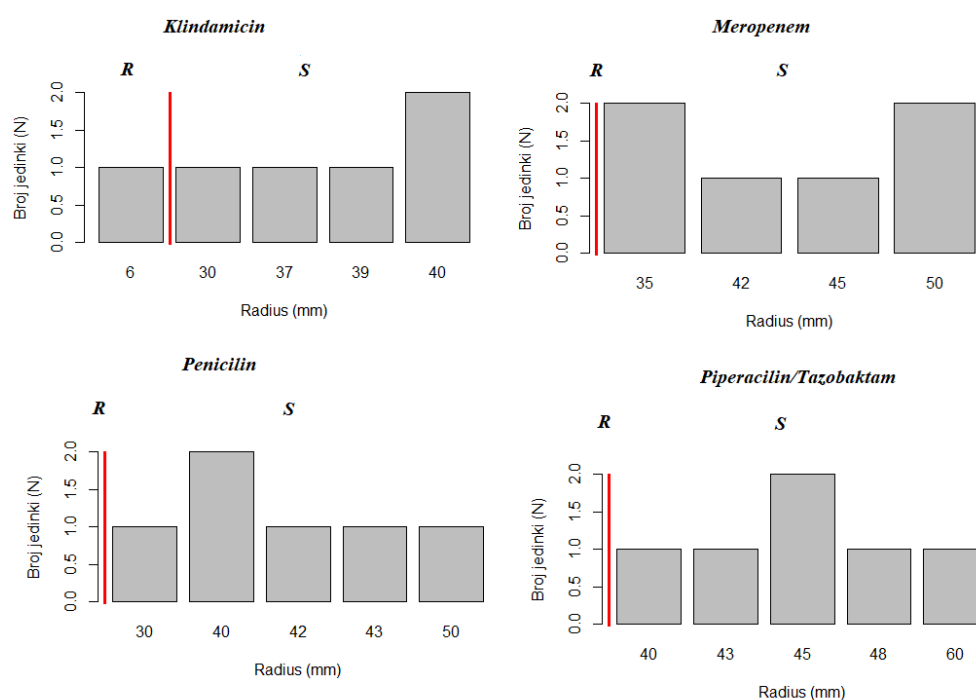 Klindamicin
R S
Broj jedinki (N)
0.0 0.5 1.0 1.5 2.0
6 30 37 39 40
Radius (mm)
Meropenem
R S
Broj jedinki (N)
0.0 0.5 1.0 1.5 2.0
35 42 45 50
Radius (mm)
Penicilin
R S
Broj jedinki (N)
0.0 0.5 1.0 1.5 2.0
30 40 42 43 50
Radius (mm)
Piperacilin/Tazobaktam
R S
Broj jedinki (N)
0.0 0.5 1.0 1.5 2.0
40 43 45 48 60
Radius (mm)